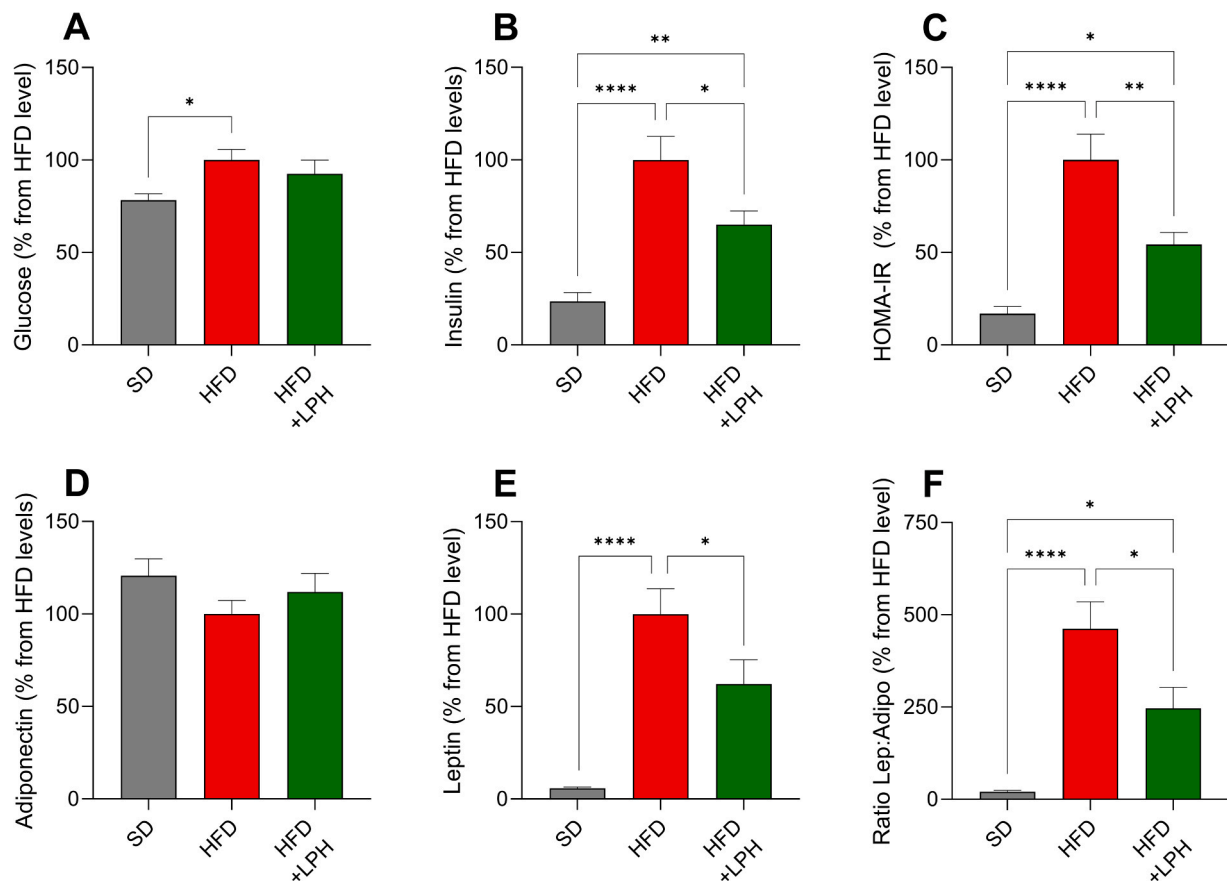 A
Glucose (% from HFD level)
150
100
50
0
*
SD
HFD
HFD
+LPH
B
Insulin (% from HFD levels)
150
100
50
0
**
****
*
SD
HFD
HFD
+LPH
C
HOMA-IR (% from HFD level)
150
100
50
0
*
****
**
SD
HFD
HFD
+LPH
D
Adiponectin (% from HFD levels)
150
100
50
0
SD
HFD
HFD
+LPH
E
Leptin (% from HFD level)
150
100
50
0
****
*
SD
HFD
HFD
+LPH
F
Ratio Lep:Adipo (% from HFD level)
750
500
250
0
*
****
*
SD
HFD
HFD
+LPH